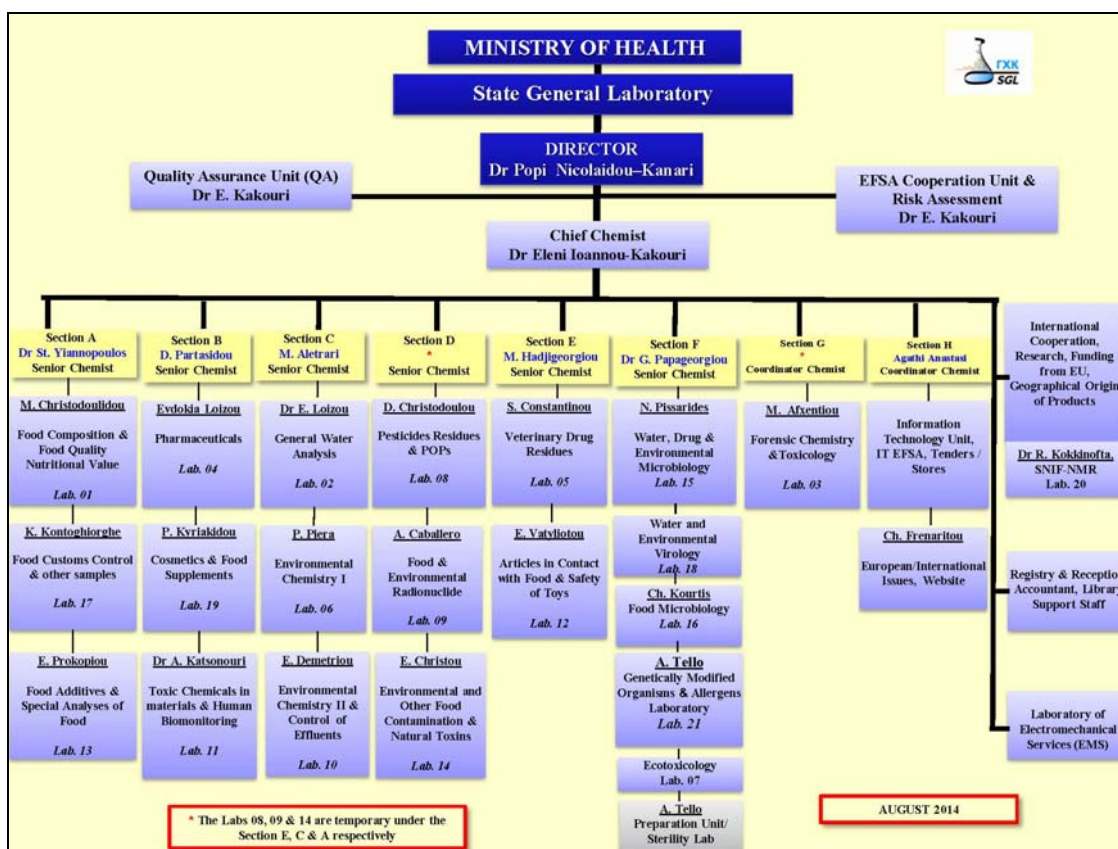 MINISTRY OF HEALTH
ΓΧΚ
SGL
State General Laboratory
DIRECTOR
Dr Popi Nicolaidou–Kanari
Quality Assurance Unit (QA)
Dr E. Kakouri
EFSA Cooperation Unit &
Risk Assessment
Dr E. Kakouri
Chief Chemist
Dr Eleni Ioannou-Kakouri
Section A
Dr St. Yiannopoulos
Senior Chemist
M. Christodoulidou
Food Composition &
Food Quality
Nutritional Value
Lab. 01
K. Kontoghiorghe
Food Customs Control
& other samples
Lab. 17
E. Prokopiou
Food Additives &
Special Analyses of
Food
Lab. 13
Section B
D. Partasidou
Senior Chemist
Evdokia Loizou
Pharmaceuticals
Lab. 04
P. Kyriakidou
Cosmetics & Food
Supplements
Lab. 19
Dr A. Katsonouri
Toxic Chemicals in
materials & Human
Biomonitoring
Lab. 11
Section C
M. Aletrari
Senior Chemist
Dr E. Loizou
General Water
Analysis
Lab. 02
P. Piera
Environmental
Chemistry I
Lab. 06
E. Demetriou
Environmental
Chemistry II &
Control of
Effluents
Lab. 10
Section D
*
Senior Chemist
D. Christodoulou
Pesticides Residues
& POPs
Lab. 08
A. Caballero
Food &
Environmental
Radionuclide
Lab. 09
E. Christou
Environmental and
Other Food
Contamination &
Natural Toxins
Lab. 14
Section E
M. Hadjigeorgiou
Senior Chemist
S. Constantinou
Veterinary Drug
Residues
Lab. 05
E. Vatyliotou
Articles in Contact
with Food & Safety
of Toys
Lab. 12
Section F
Dr G. Papageorgiou
Senior Chemist
N. Pissarides
Water, Drug &
Environmental
Microbiology
Lab. 15
Water and
Environmental
Virology
Lab. 18
Ch. Kourtis
Food Microbiology
Lab. 16
A. Tello
Genetically Modified
Organisms & Allergens
Laboratory
Lab. 21
Ecotoxicology
Lab. 07
A. Tello
Preparation Unit/
Sterility Lab
Section G
*
Coordinator Chemist
M. Afxentiou
Forensic Chemistry
&Toxicology
Lab. 03
Section H
Agathi Anastasi
Coordinator Chemist
Information
Technology Unit,
IT EFSA, Tenders /
Stores
Ch. Frenaritou
European/International
Issues, Website
International
Cooperation,
Research, Funding
from EU,
Geographical Origin
of Products
Dr R. Kokkinofta,
SNIF-NMR
Lab. 20
Registry & Reception
Accountant, Library
Support Staff
Laboratory of
Electromechanical
Services (EMS)
* The Labs 08, 09 & 14 are temporary under the
Section E, C & A respectively
AUGUST 2014